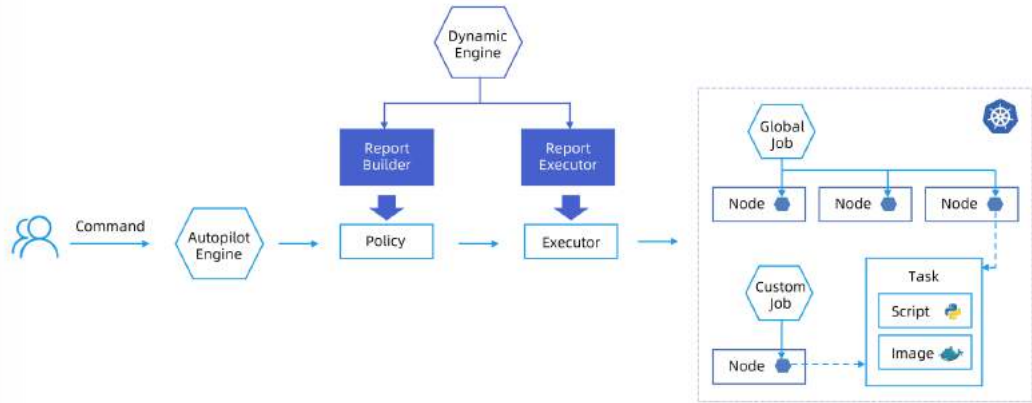 Dynamic
Engine
Report
Builder
Report
Executor
Command
Autopilot
Engine
Policy
Executor
Global
Job
Node
Node
Node
Custom
Job
Node
Task
Script
Image